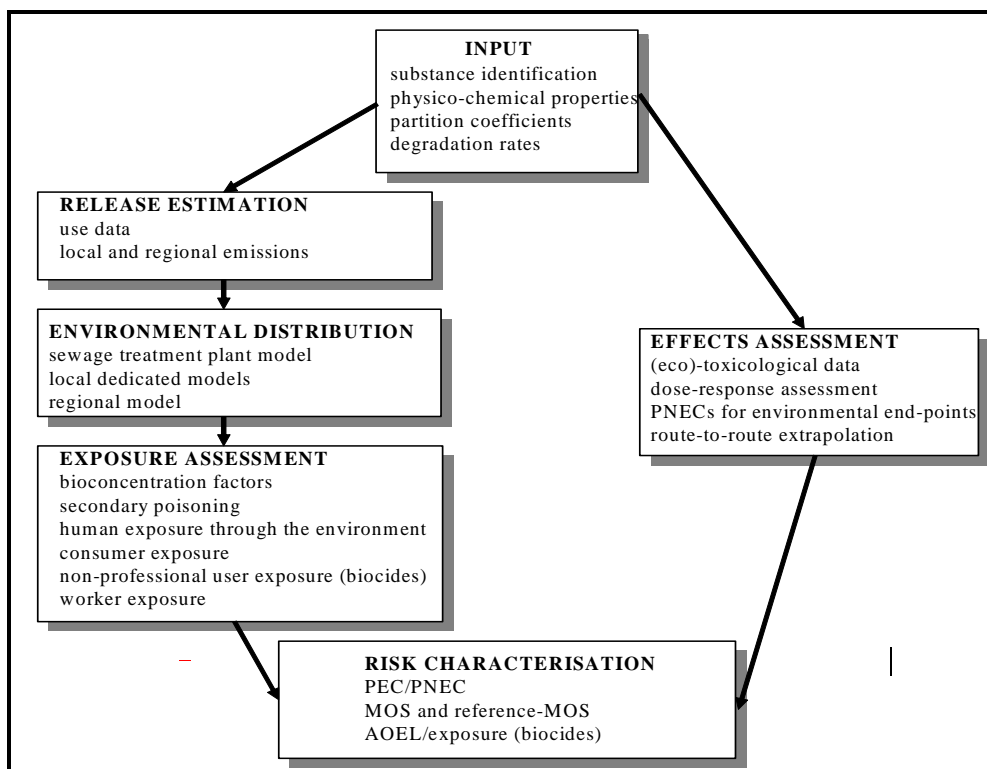 INPUT
substance identification
physico-chemical properties
partition coefficients
degradation rates
RELEASE ESTIMATION
use data
local and regional emissions
ENVIRONMENTAL DISTRIBUTION
sewage treatment plant model
local dedicated models
regional model
EXPOSURE ASSESSMENT
bioconcentration factors
secondary poisoning
human exposure through the environment
consumer exposure
non-professional user exposure (biocides)
worker exposure
EFFECTS ASSESSMENT
(eco)-toxicological data
dose-response assessment
PNECs for environmental end-points
route-to-route extrapolation
RISK CHARACTERISATION
PEC/PNEC
MOS and reference-MOS
AOEL/exposure (biocides)